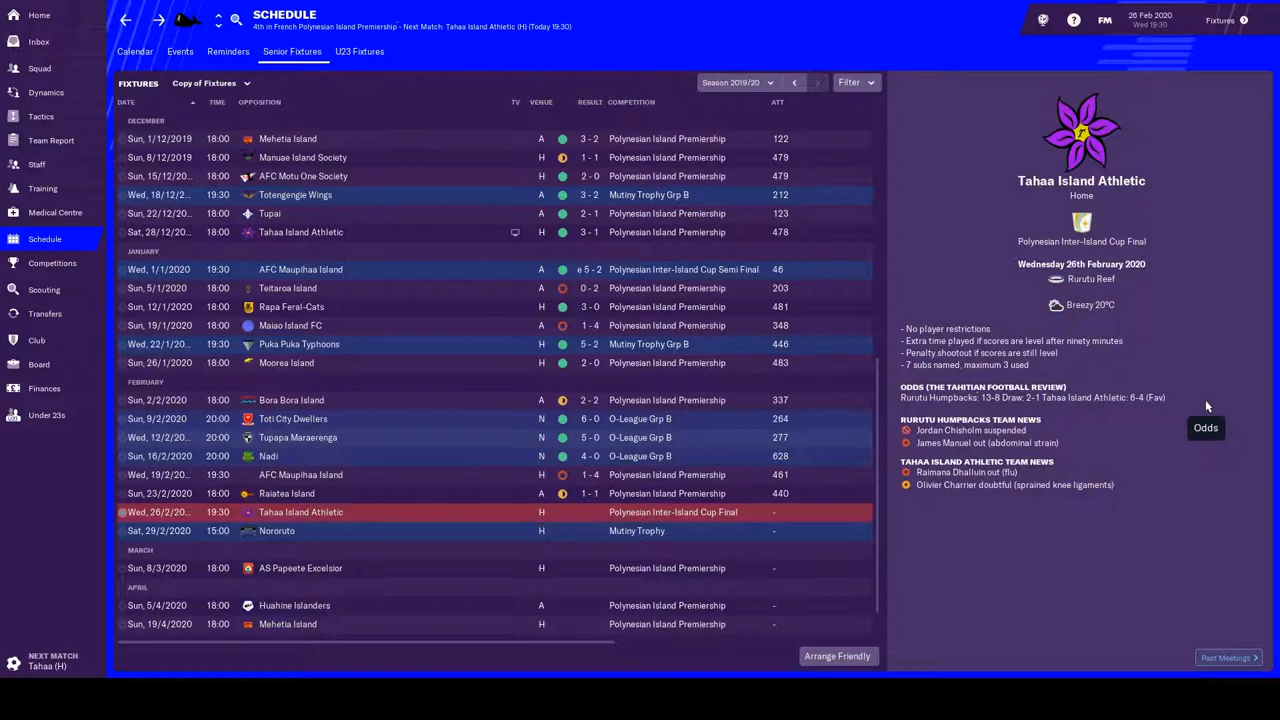 Home
Inbox
Squad
Dynamics
Tactics
Team Report
Staff
Training
Medical Centre
Schedule
Competitions
Scouting
Transfers
Club
Board
Finances
Under 23s
NEXT MATCH
Tahaa (H)
SCHEDULE
4th in French Polynesian Island Premiership - Next Match: Tahaa Island Athletic (H) (Today 19:30)
FM
26 Feb 2020
Wed 19:30
Fixtures
Calendar Events Reminders Senior Fixtures U23 Fixtures
FIXTURES Copy of Fixtures Season 2019/20 Filter
DATE TIME OPPOSITION TV VENUE RESULT COMPETITION ATT
DECEMBER
Sun, 1/12/2019 18:00 Mehetia Island A 3 - 2 Polynesian Island Premiership 122
Sun, 8/12/2019 18:00 Manuae Island Society H 1 - 1 Polynesian Island Premiership 479
Sun, 15/12/20... 18:00 AFC Motu One Society H 2 - 0 Polynesian Island Premiership 479
Wed, 18/12/2... 19:30 Totengengie Wings A 3 - 2 Mutiny Trophy Grp B 212
Sun, 22/12/20... 18:00 Tupai A 2 - 1 Polynesian Island Premiership 123
Sat, 28/12/20... 18:00 Tahaa Island Athletic H 3 - 1 Polynesian Island Premiership 478
JANUARY
Wed, 1/1/2020 19:30 AFC Maupihaa Island A e 5 - 2 Polynesian Inter-Island Cup Semi Final 46
Sun, 5/1/2020 18:00 Teitaroa Island A 0 - 2 Polynesian Island Premiership 203
Sun, 12/1/2020 18:00 Rapa Feral-Cats H 3 - 0 Polynesian Island Premiership 481
Sun, 19/1/2020 18:00 Maiao Island FC A 1 - 4 Polynesian Island Premiership 348
Wed, 22/1/20... 19:30 Puka Puka Typhoons H 5 - 2 Mutiny Trophy Grp B 446
Sun, 26/1/2020 18:00 Moorea Island H 2 - 0 Polynesian Island Premiership 483
FEBRUARY
Sun, 2/2/2020 18:00 Bora Bora Island A 2 - 2 Polynesian Island Premiership 337
Sun, 9/2/2020 20:00 Toti City Dwellers N 6 - 0 O-League Grp B 264
Wed, 12/2/20... 20:00 Tupapa Maraerenga N 5 - 0 O-League Grp B 277
Sun, 16/2/2020 20:00 Nadi N 4 - 0 O-League Grp B 628
Wed, 19/2/20... 19:30 AFC Maupihaa Island H 1 - 4 Polynesian Island Premiership 461
Sun, 23/2/2020 18:00 Raiatea Island A 1 - 1 Polynesian Island Premiership 440
Wed, 26/2/20... 19:30 Tahaa Island Athletic H Polynesian Inter-Island Cup Final -
Sat, 29/2/2020 15:00 Nororuto H Mutiny Trophy -
MARCH
Sun, 8/3/2020 18:00 AS Papeete Excelsior H Polynesian Island Premiership -
APRIL
Sun, 5/4/2020 18:00 Huahine Islanders A Polynesian Island Premiership -
Sun, 19/4/2020 18:00 Mehetia Island H Polynesian Island Premiership -
Arrange Friendly
Tahaa Island Athletic
Home
Polynesian Inter-Island Cup Final
Wednesday 26th February 2020
Rurutu Reef
Breezy 20°C
- No player restrictions
- Extra time played if scores are level after ninety minutes
- Penalty shootout if scores are still level
- 7 subs named, maximum 3 used
ODDS (THE TAHITIAN FOOTBALL REVIEW)
Rurutu Humpbacks: 13-8 Draw: 2-1 Tahaa Island Athletic: 6-4 (Fav)
Odds
RURUTU HUMPBACKS TEAM NEWS
Jordan Chisholm suspended
James Manuel out (abdominal strain)
TAHAA ISLAND ATHLETIC TEAM NEWS
Raimana Dhalluin out (flu)
Olivier Charrier doubtful (sprained knee ligaments)
Past Meetings